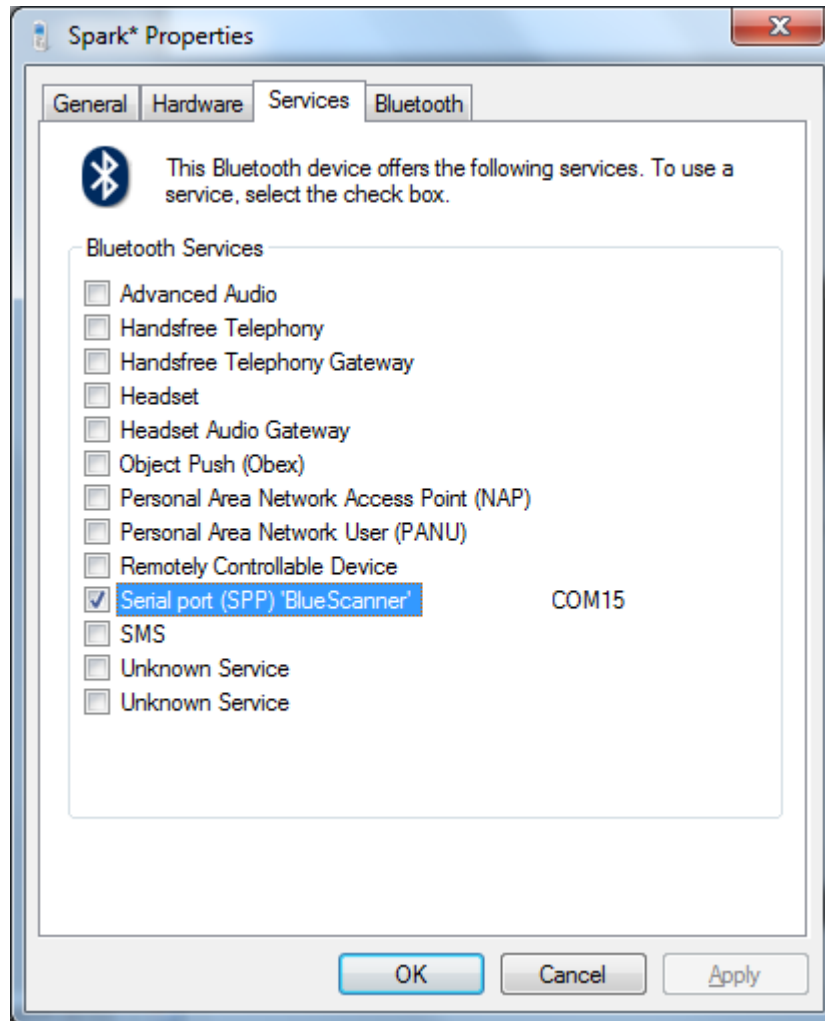 Spark* Properties
General Hardware Services Bluetooth
This Bluetooth device offers the following services. To use a
service, select the check box.
Bluetooth Services
Advanced Audio
Handsfree Telephony
Handsfree Telephony Gateway
Headset
Headset Audio Gateway
Object Push (Obex)
Personal Area Network Access Point (NAP)
Personal Area Network User (PANU)
Remotely Controllable Device
Serial port (SPP) 'BlueScanner' COM15
SMS
Unknown Service
Unknown Service
OK Cancel Apply